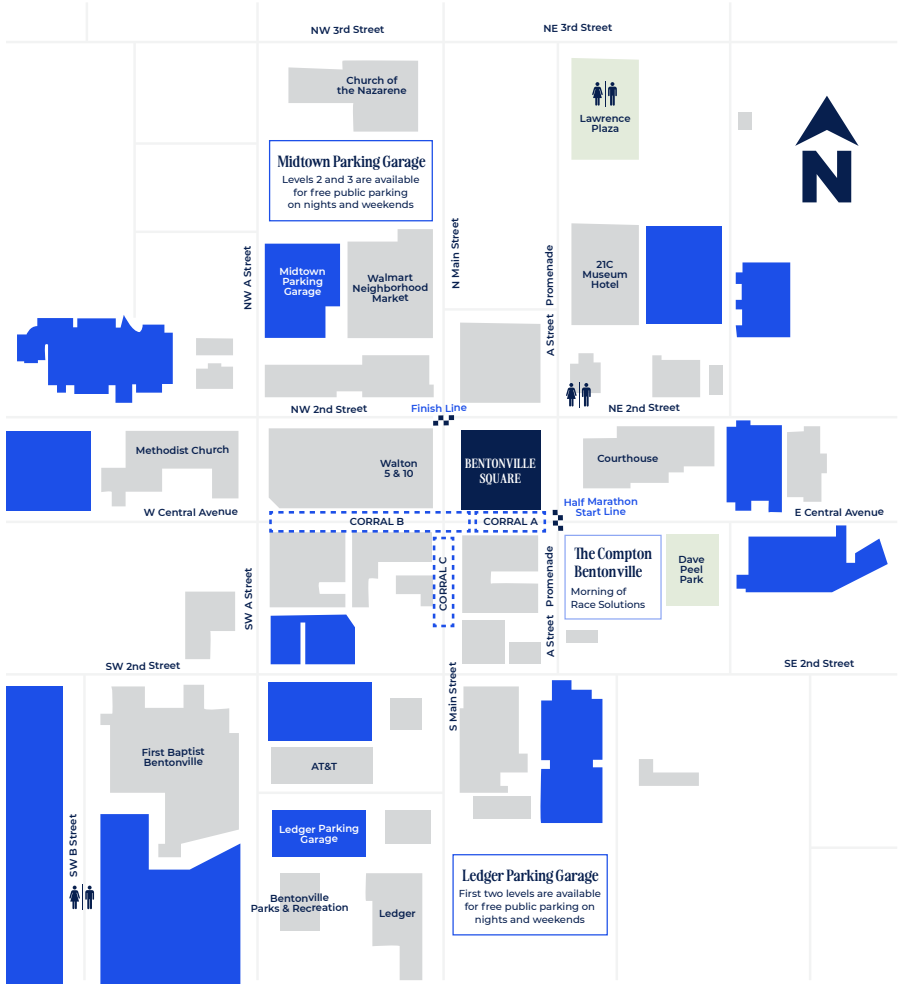 NW 3rd Street
NE 3rd Street
Church of
the Nazarene
Lawrence
Plaza
N
Midtown Parking Garage
Levels 2 and 3 are available
for free public parking
on nights and weekends
NW A Street
N Main Street
A Street Promenade
Midtown
Parking
Garage
Walmart
Neighborhood
Market
21C
Museum
Hotel
NW 2nd Street
Finish Line
NE 2nd Street
Methodist Church
Walton
5 & 10
BENTONVILLE
SQUARE
Courthouse
Half Marathon
Start Line
W Central Avenue
E Central Avenue
CORRAL B
CORRAL A
CORRAL C
SW A Street
A Street Promenade
The Compton
Bentonville
Morning of
Race Solutions
Dave
Peel
Park
SW 2nd Street
SE 2nd Street
S Main Street
First Baptist
Bentonville
AT&T
SW B Street
Ledger Parking
Garage
Ledger Parking Garage
First two levels are available
for free public parking on
nights and weekends
Bentonville
Parks & Recreation
Ledger